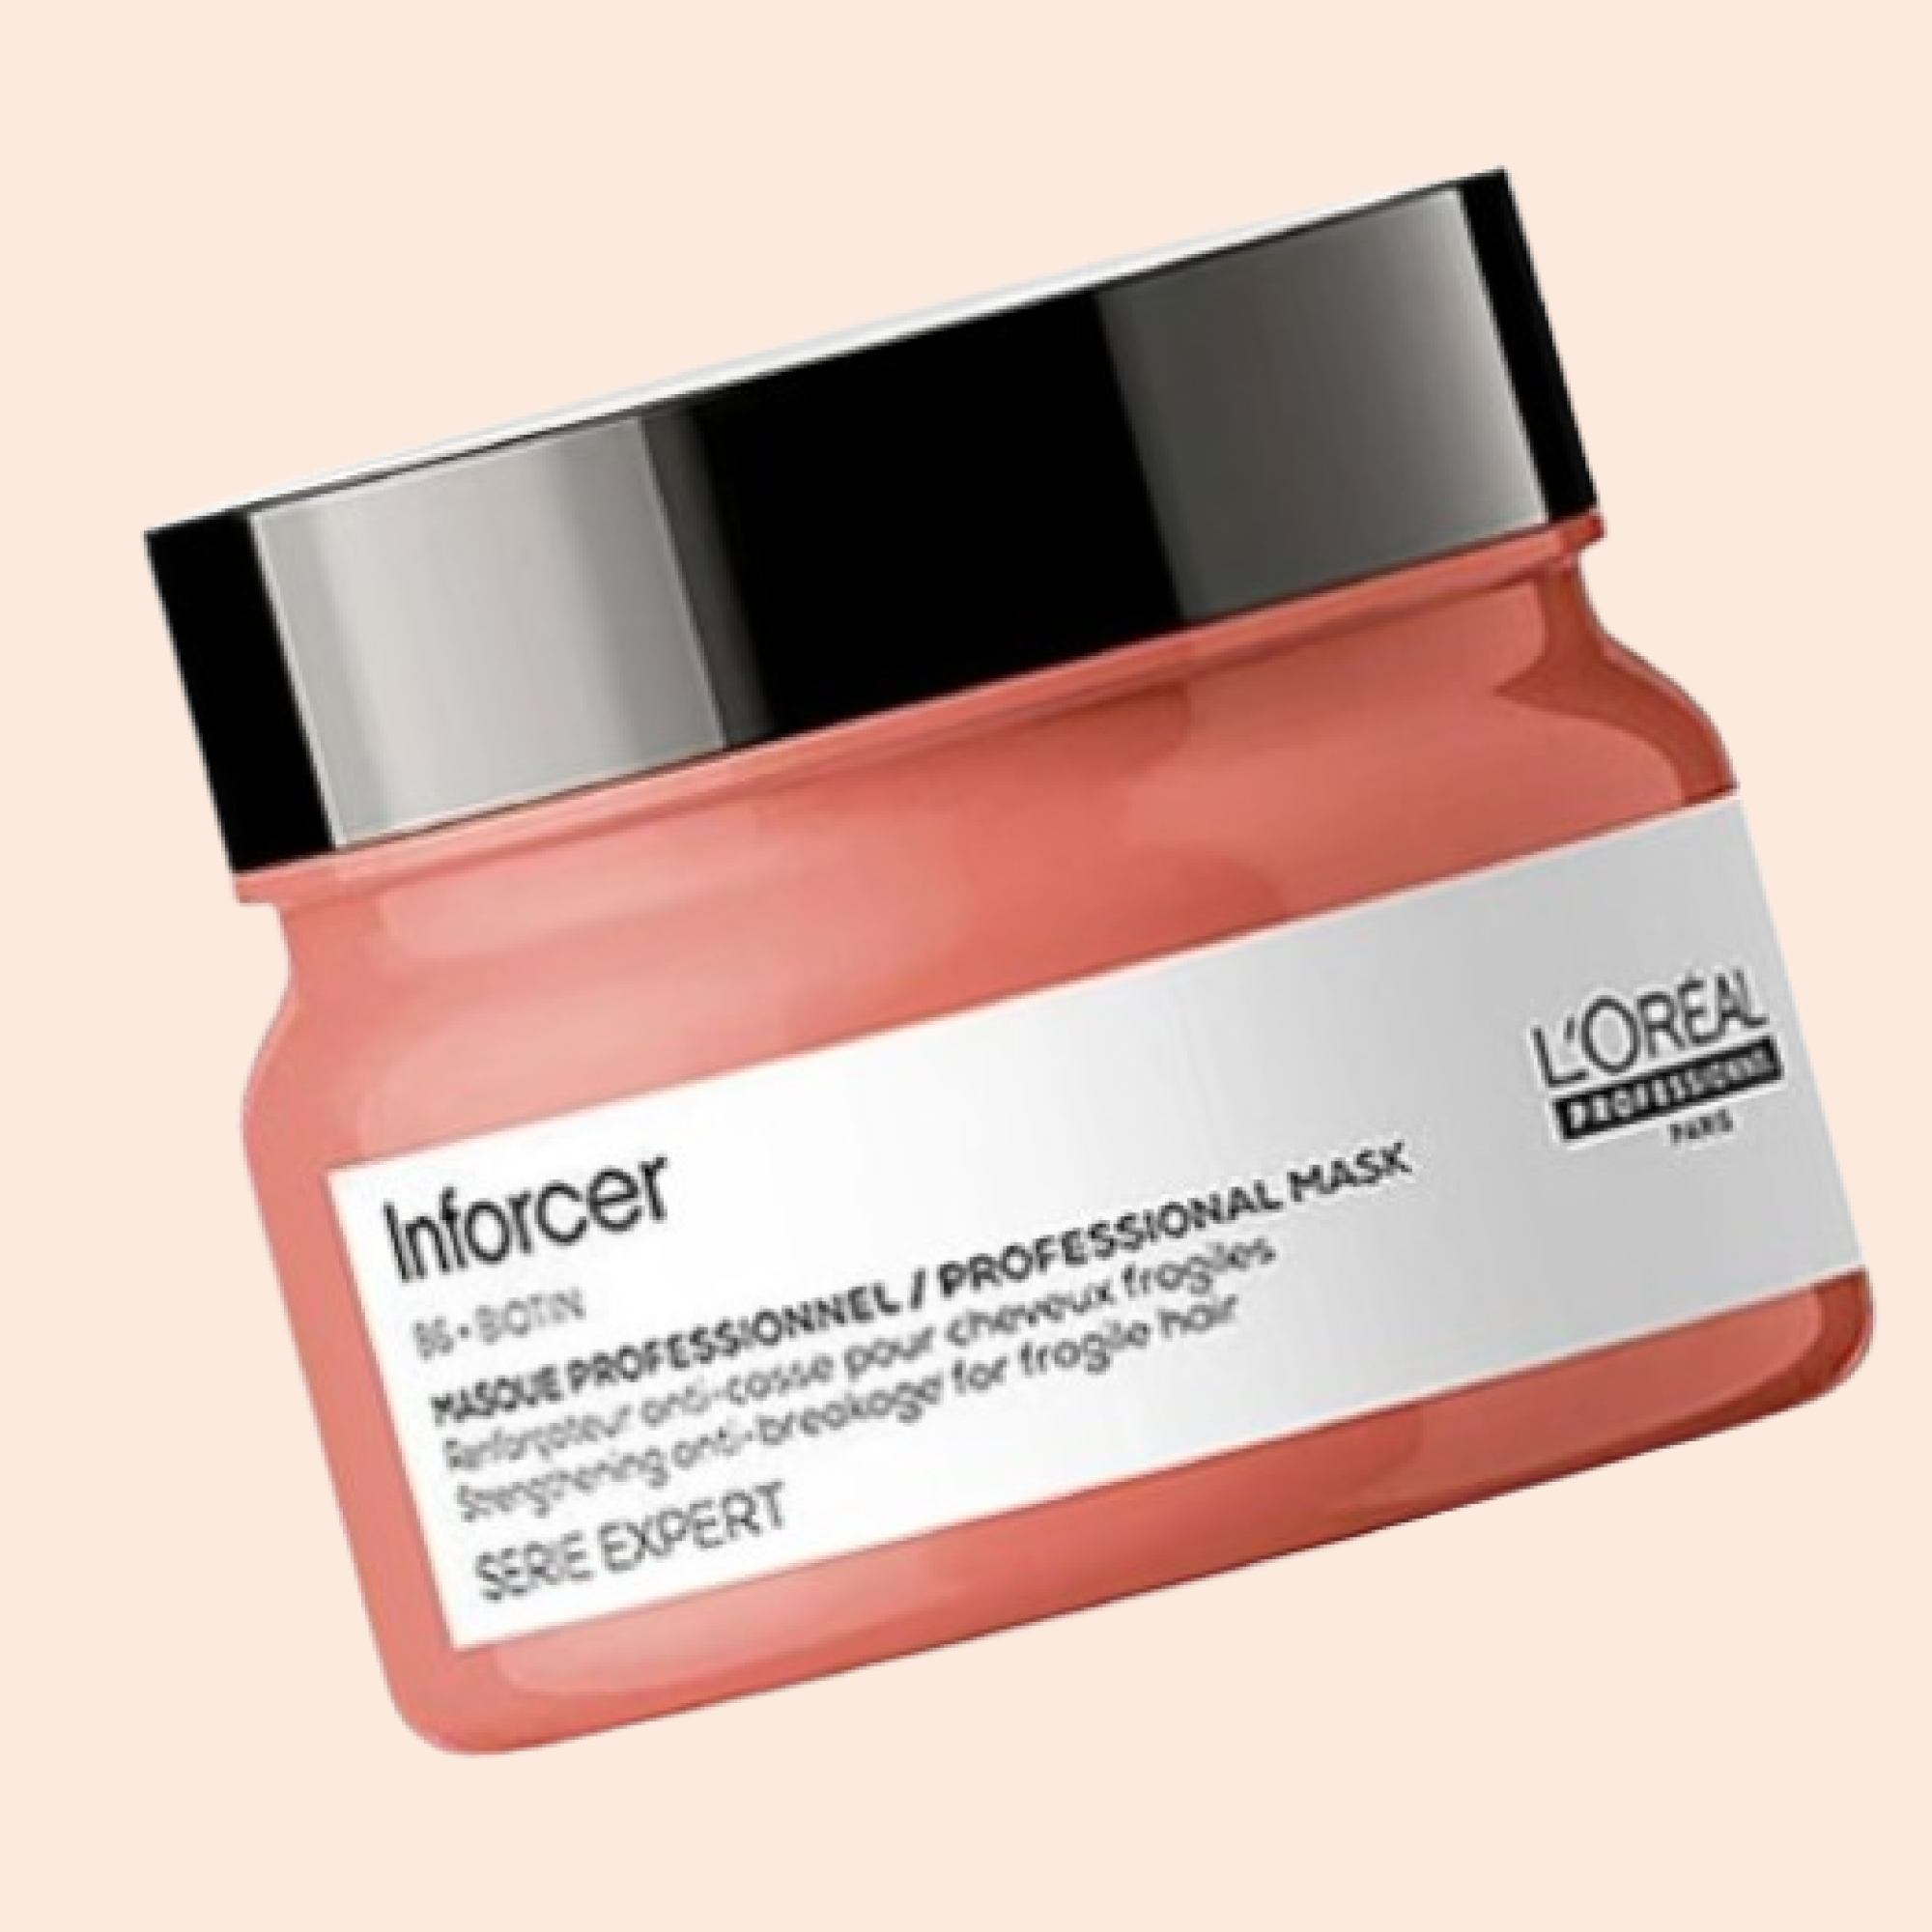 Inforcer
B6 + BIOTIN
MASQUE PROFESSIONNEL / PROFESSIONAL MASK
Renforçateur anti-casse pour cheveux fragiles
Strengthening anti-breakage for fragile hair
SERIE EXPERT
L'ORÉAL
PROFESSIONNEL
PARIS